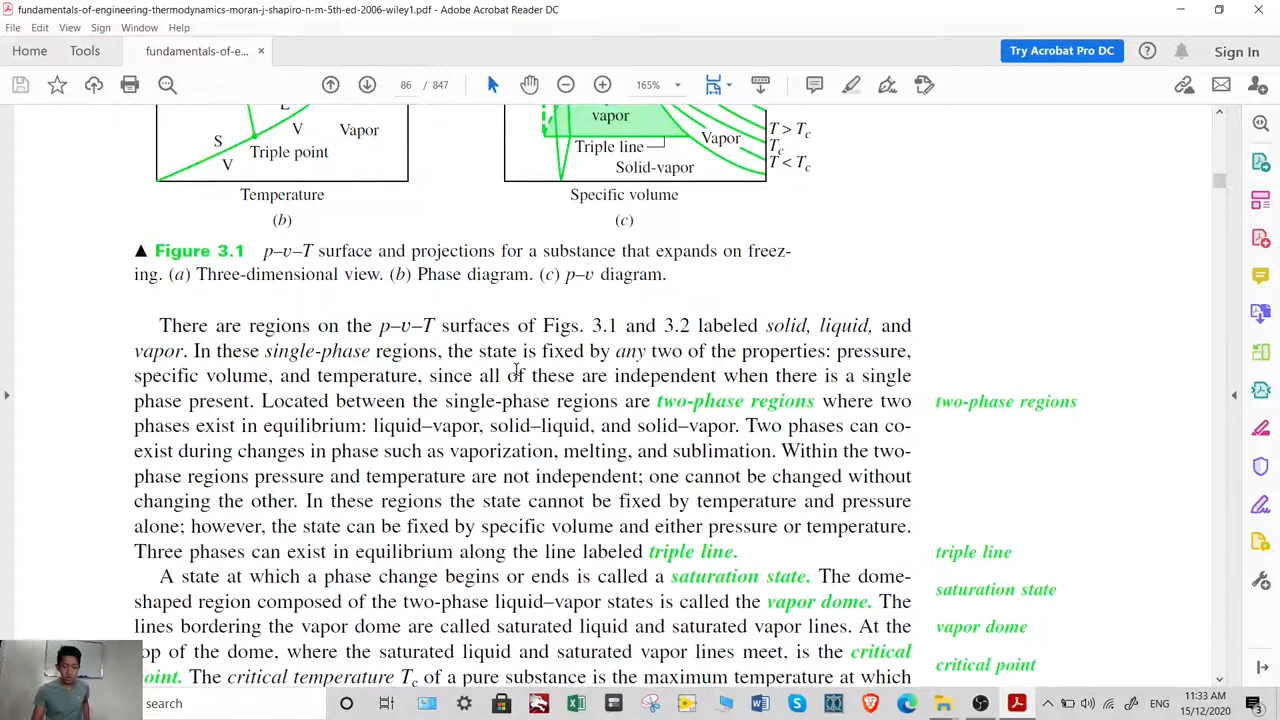 fundamentals-of-engineering-thermodynamics-moran-j-shapiro-n-m-5th-ed-2006-wiley1.pdf - Adobe Acrobat Reader DC
File Edit View Sign Window Help
Home Tools fundamentals-of-e... × Try Acrobat Pro DC Sign In
86 / 847 165%
S
V
V
Vapor
Triple point
Temperature
(b)
vapor
Triple line
Vapor
Solid-vapor
T > Tc
Tc
T < Tc
Specific volume
(c)
▲ Figure 3.1 p–v–T surface and projections for a substance that expands on freez-
ing. (a) Three-dimensional view. (b) Phase diagram. (c) p–v diagram.
There are regions on the p–v–T surfaces of Figs. 3.1 and 3.2 labeled solid, liquid, and
vapor. In these single-phase regions, the state is fixed by any two of the properties: pressure,
specific volume, and temperature, since all of these are independent when there is a single
phase present. Located between the single-phase regions are two-phase regions where two
phases exist in equilibrium: liquid–vapor, solid–liquid, and solid–vapor. Two phases can co-
exist during changes in phase such as vaporization, melting, and sublimation. Within the two-
phase regions pressure and temperature are not independent; one cannot be changed without
changing the other. In these regions the state cannot be fixed by temperature and pressure
alone; however, the state can be fixed by specific volume and either pressure or temperature.
Three phases can exist in equilibrium along the line labeled triple line.
A state at which a phase change begins or ends is called a saturation state. The dome-
shaped region composed of the two-phase liquid–vapor states is called the vapor dome. The
lines bordering the vapor dome are called saturated liquid and saturated vapor lines. At the
top of the dome, where the saturated liquid and saturated vapor lines meet, is the critical
point. The critical temperature Tc of a pure substance is the maximum temperature at which
two-phase regions
triple line
saturation state
vapor dome
critical point
search
ENG
11:33 AM
15/12/2020
3